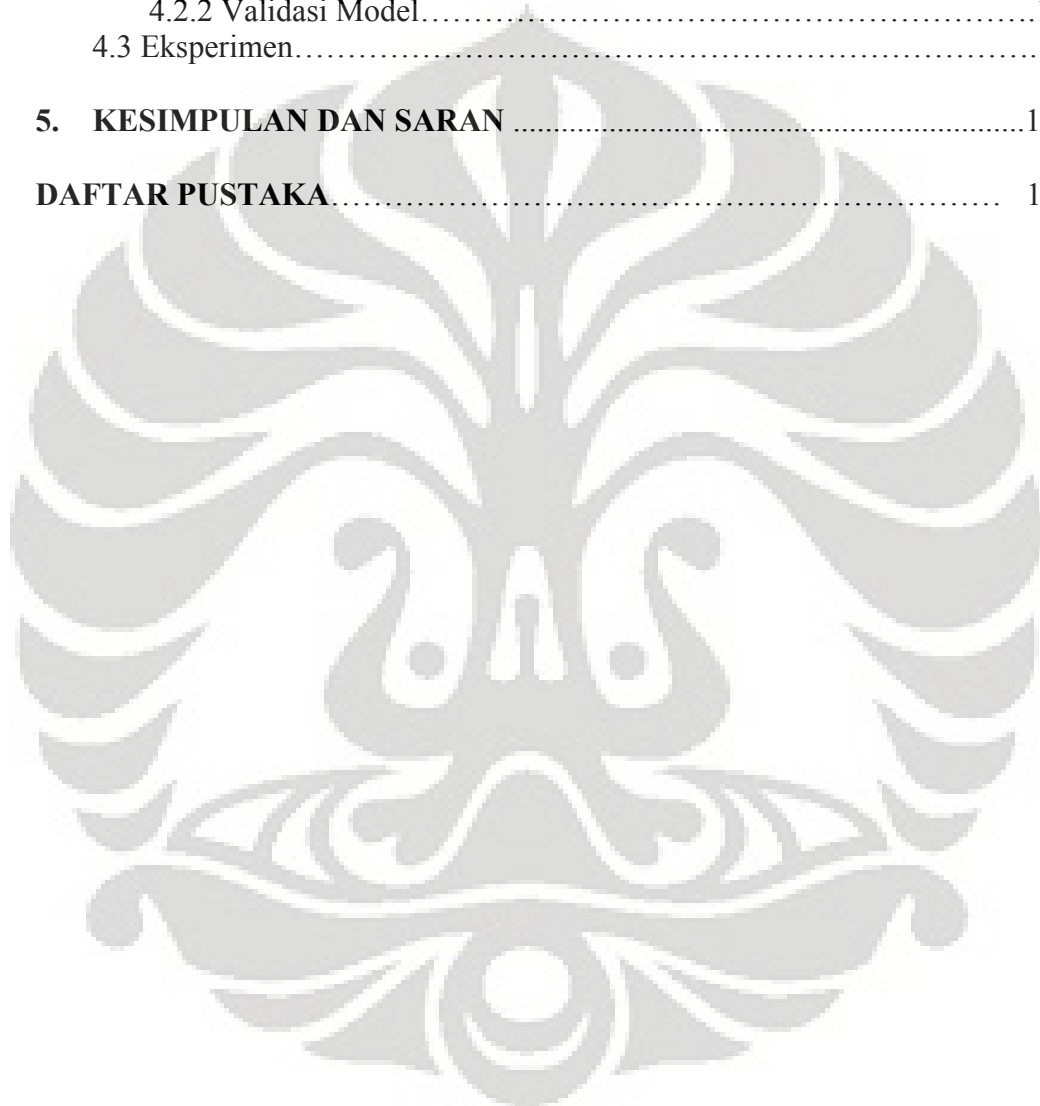 4.2.2 Validasi Model……………………………………………………
4.3 Eksperimen…………………………………………………………………
5. KESIMPULAN DAN SARAN ..........................................................................1
DAFTAR PUSTAKA…………………………………………………………… 1